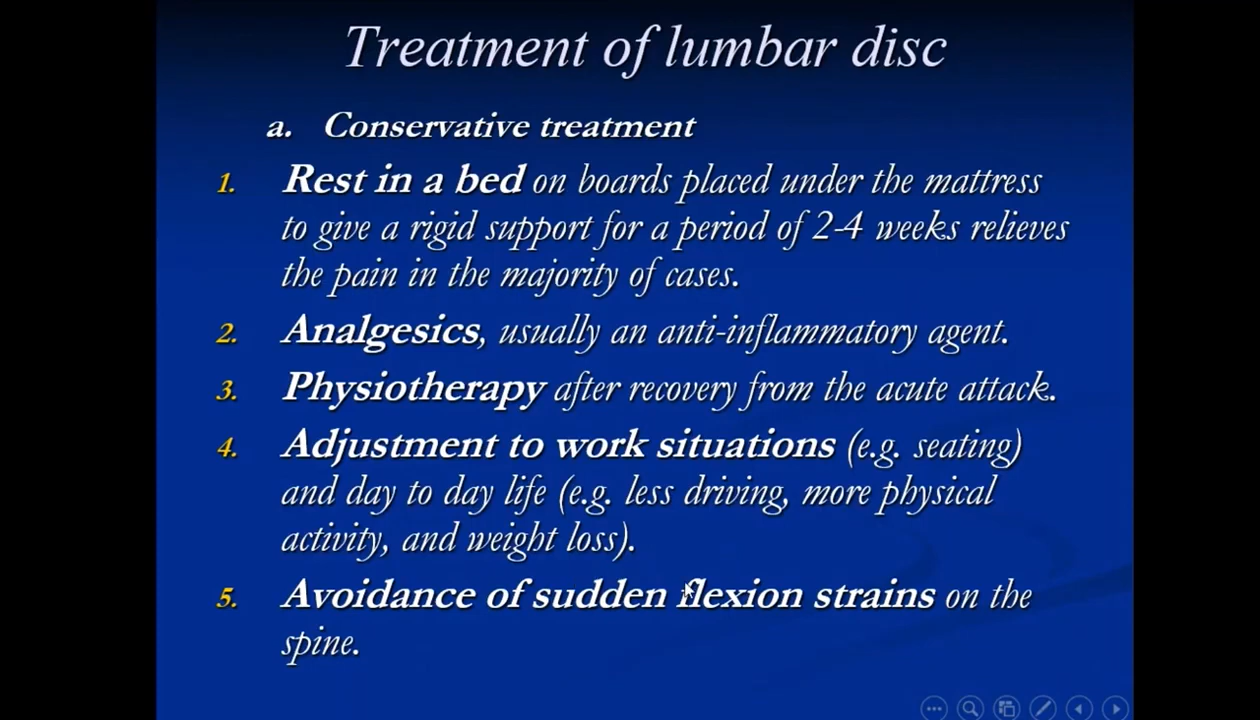 Treatment of lumbar disc
a. Conservative treatment
1. Rest in a bed on boards placed under the mattress
to give a rigid support for a period of 2-4 weeks relieves
the pain in the majority of cases.
2. Analgesics, usually an anti-inflammatory agent.
3. Physiotherapy after recovery from the acute attack.
4. Adjustment to work situations (e.g. seating)
and day to day life (e.g. less driving, more physical
activity, and weight loss).
5. Avoidance of sudden flexion strains on the
spine.